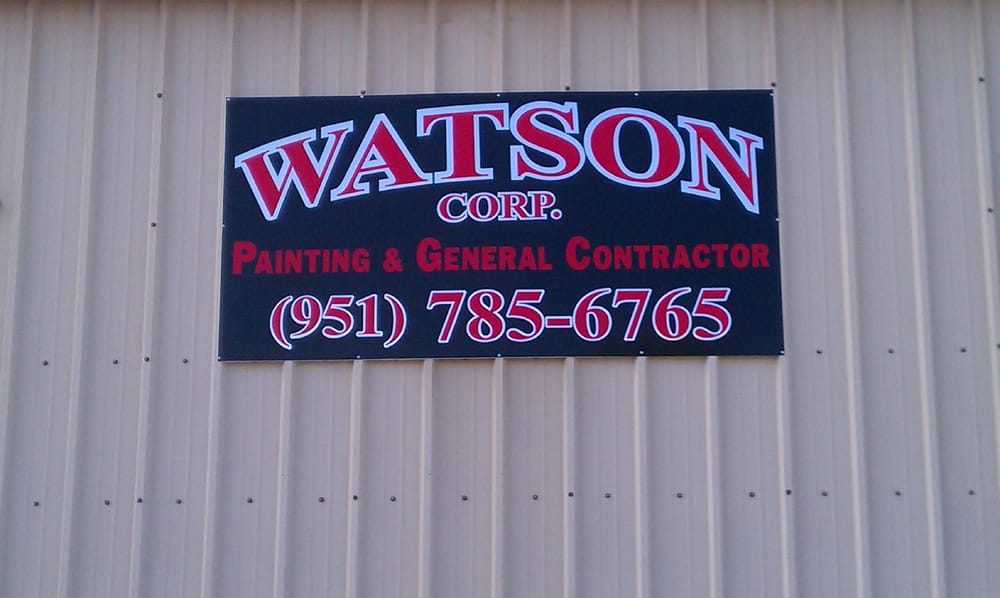 WATSON
CORP.
PAINTING & GENERAL CONTRACTOR
(951) 785-6765